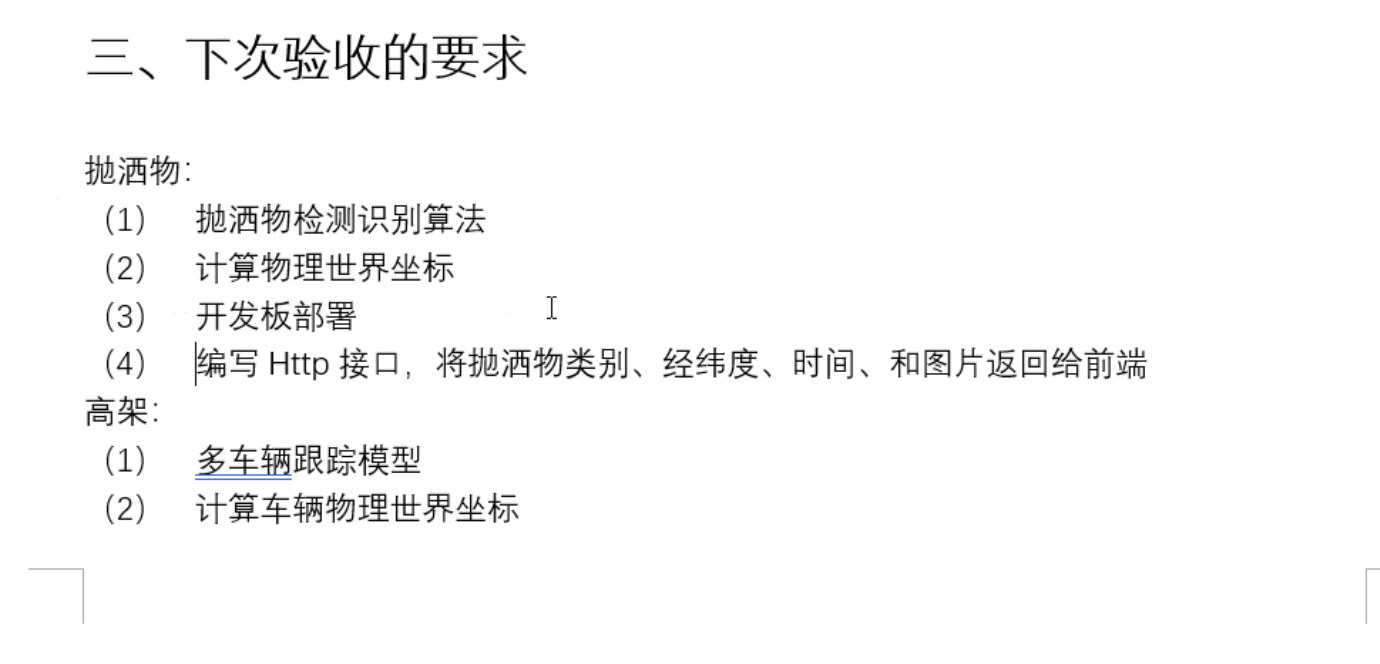 三、下次验收的要求
抛洒物：
（1） 抛洒物检测识别算法
（2） 计算物理世界坐标
（3） 开发板部署
（4） 编写 Http 接口，将抛洒物类别、经纬度、时间、和图片返回给前端
高架：
（1） 多车辆跟踪模型
（2） 计算车辆物理世界坐标